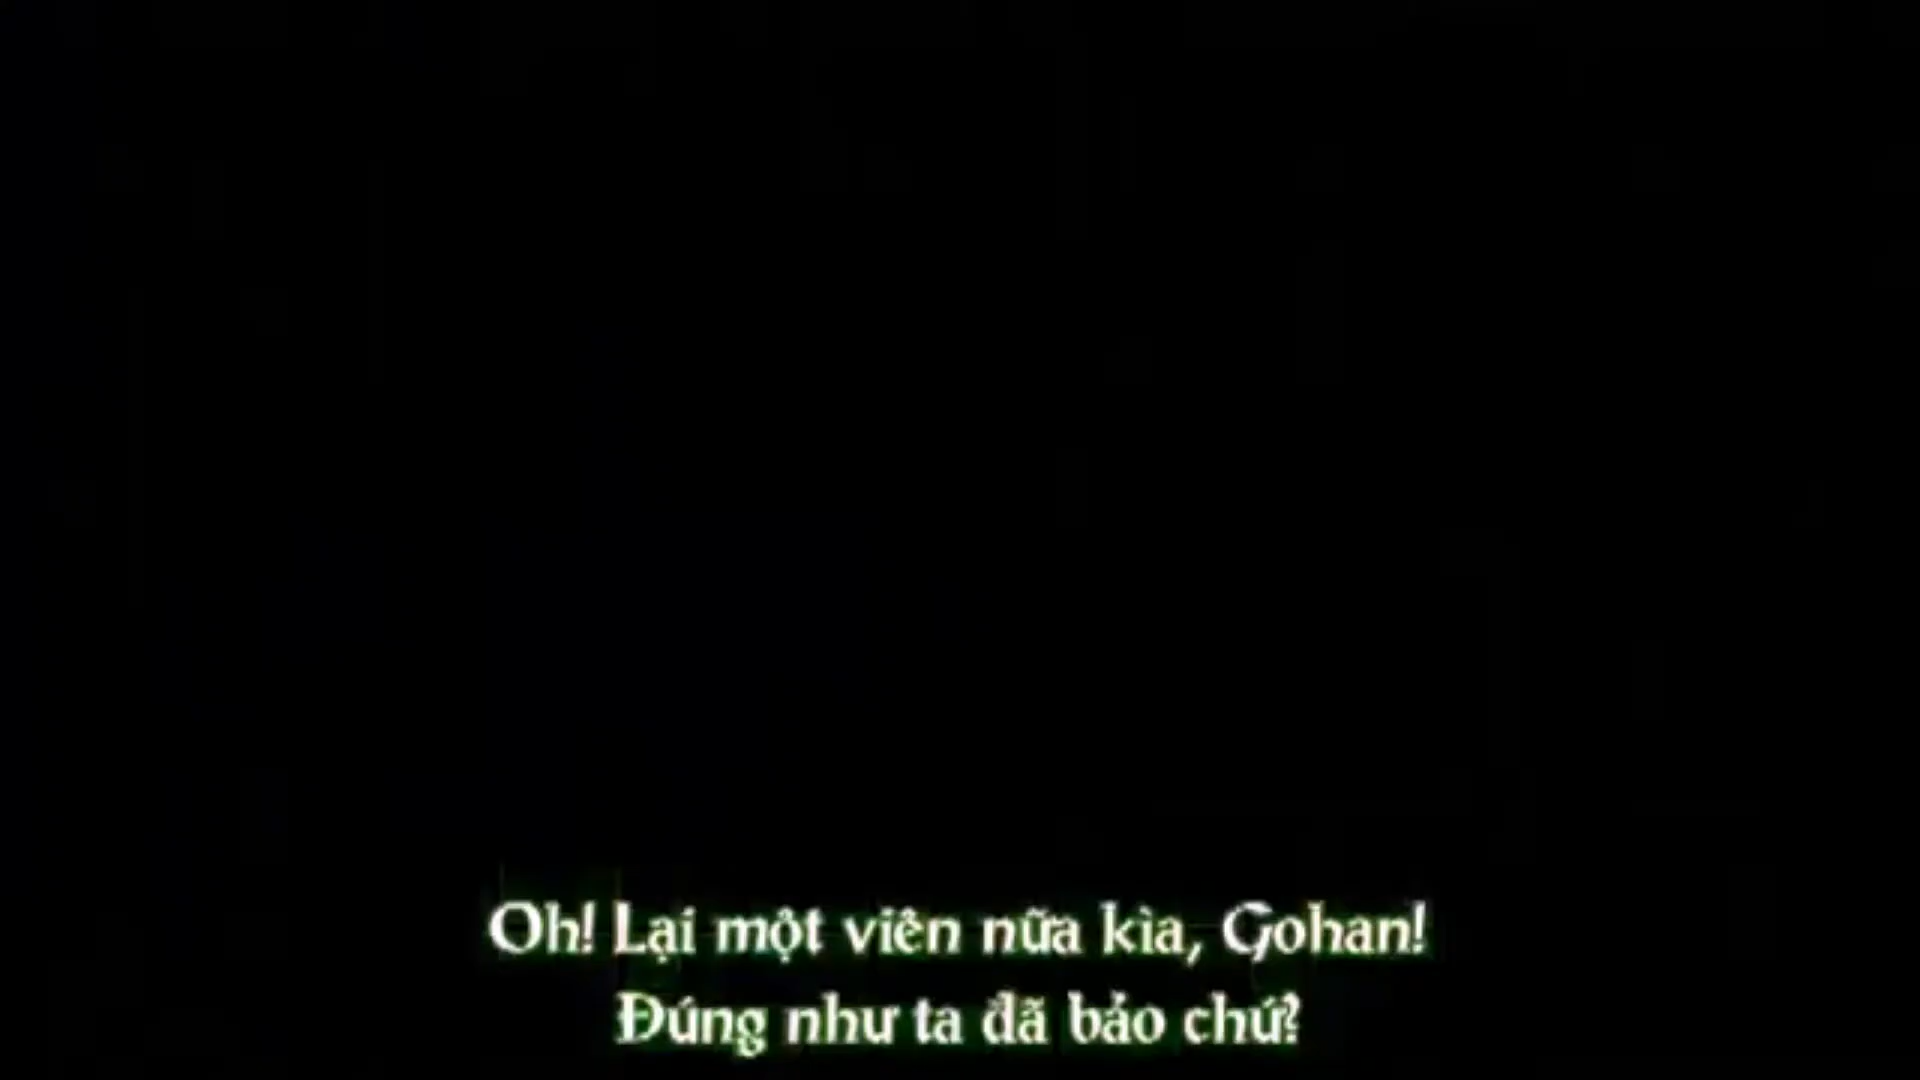 Oh! Lại một viên nữa kìa, Gohan!
Đúng như ta đã bảo chứ?